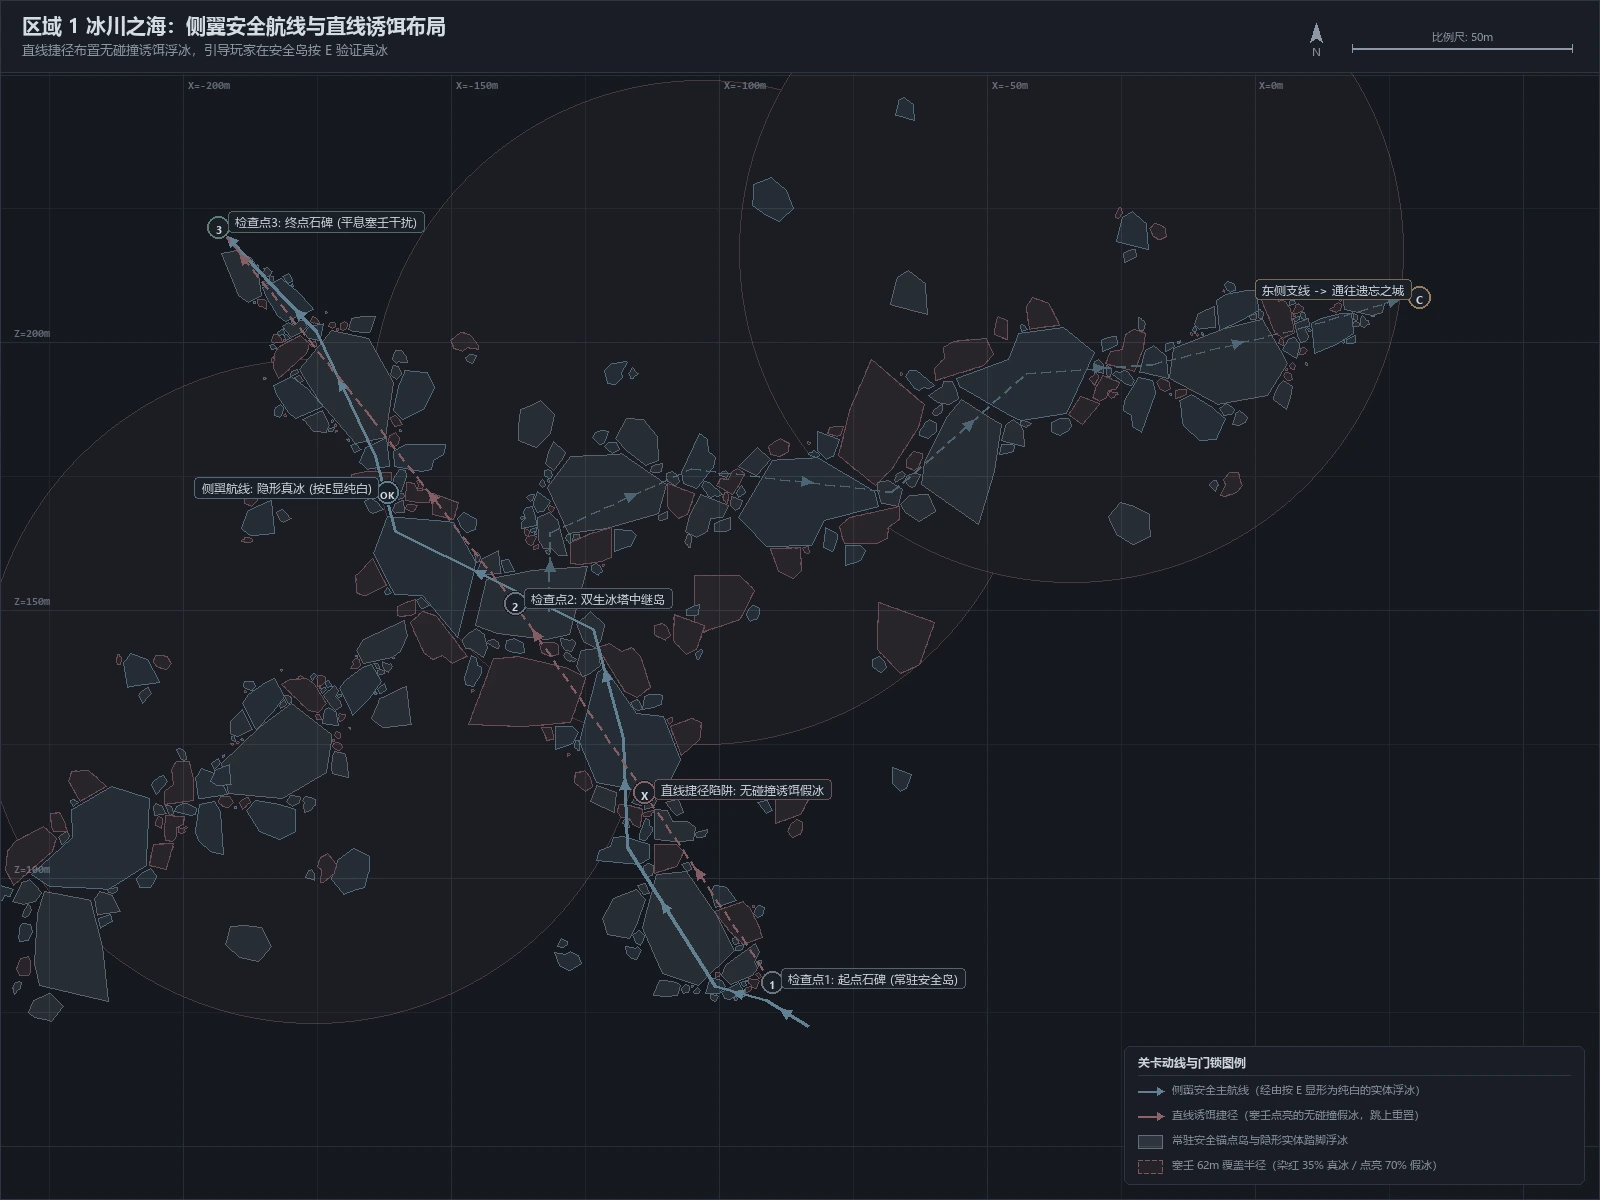 区域 1 冰川之海：侧翼安全航线与直线诱饵布局
直线捷径布置无碰撞诱饵浮冰，引导玩家在安全岛按 E 验证真冰
N
比例尺: 50m
X=-200m
X=-150m
X=-100m
X=-50m
X=0m
3
检查点3: 终点石碑 (平息塞壬干扰)
东侧支线 -> 通往遗忘之城
C
Z=200m
侧翼航线: 隐形真冰 (按E显纯白)
OK
Z=150m
2
检查点2: 双生冰塔中继岛
X
直线捷径陷阱: 无碰撞诱饵假冰
Z=100m
1
检查点1: 起点石碑 (常驻安全岛)
关卡动线与门锁图例
侧翼安全主航线（经由按 E 显形为纯白的实体浮冰）
直线诱饵捷径（塞壬点亮的无碰撞假冰，跳上重置）
常驻安全锚点岛与隐形实体踏脚浮冰
塞壬 62m 覆盖半径（染红 35% 真冰 / 点亮 70% 假冰）